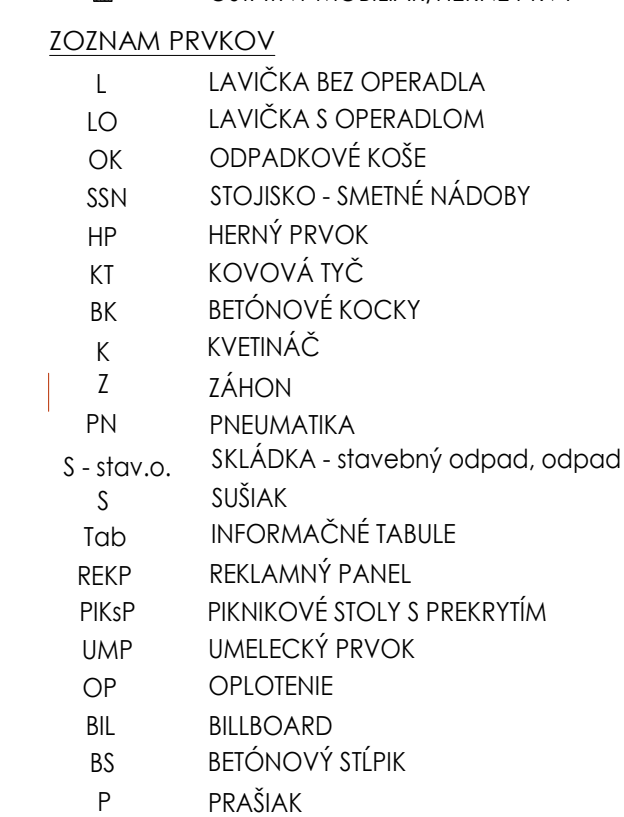 ZOZNAM PRVKOV
L LAVIČKA BEZ OPERADLA
LO LAVIČKA S OPERADLOM
OK ODPADKOVÉ KOŠE
SSN STOJISKO - SMETNÉ NÁDOBY
HP HERNÝ PRVOK
KT KOVOVÁ TYČ
BK BETÓNOVÉ KOCKY
K KVETINÁČ
Z ZÁHON
PN PNEUMATIKA
S - stav.o. SKLÁDKA - stavebný odpad, odpad
S SUŠIAK
Tab INFORMAČNÉ TABULE
REKP REKLAMNÝ PANEL
PIKsP PIKNIKOVÉ STOLY S PREKRYTÍM
UMP UMELECKÝ PRVOK
OP OPLOTENIE
BIL BILLBOARD
BS BETÓNOVÝ STĹPIK
P PRAŠIAK